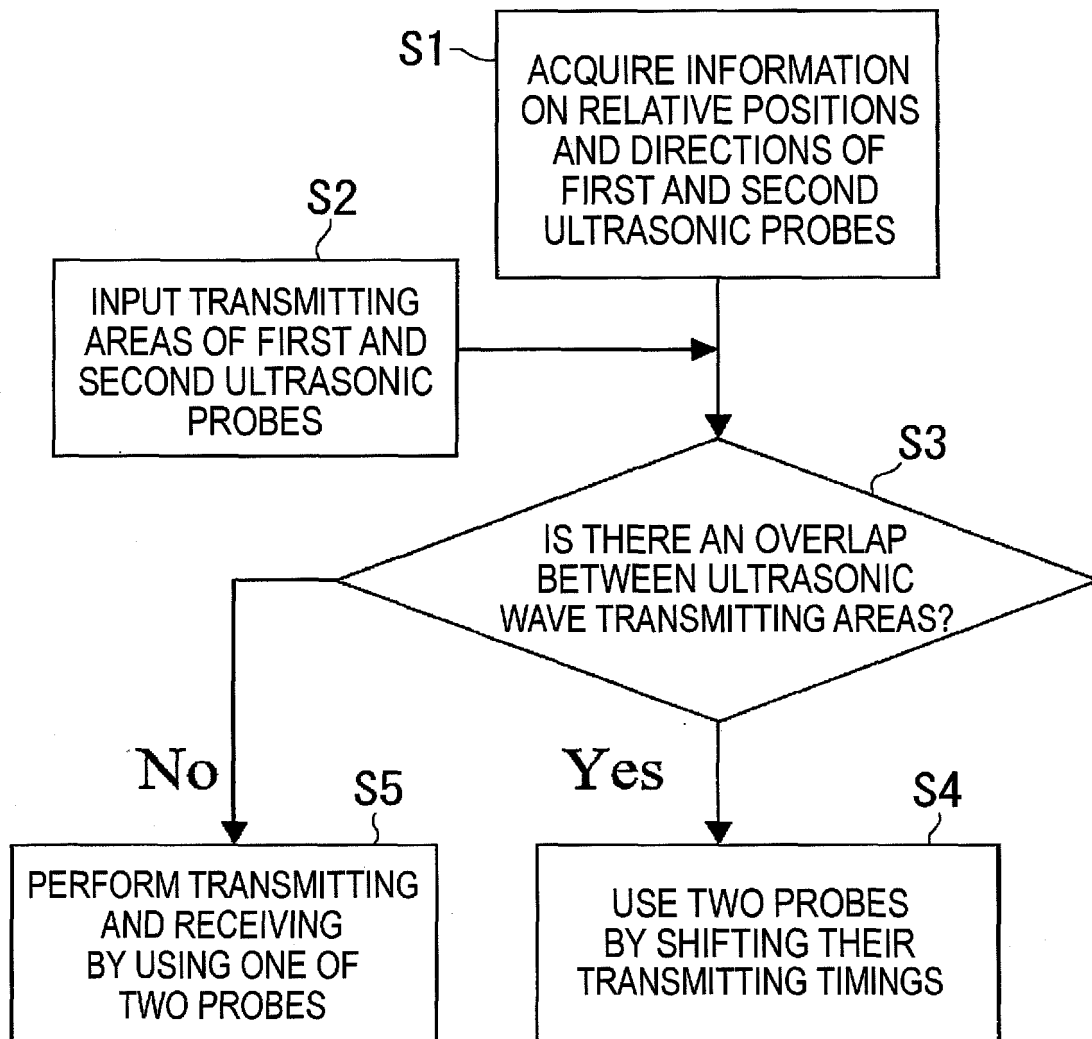 S1
ACQUIRE INFORMATION
ON RELATIVE POSITIONS
AND DIRECTIONS OF
FIRST AND SECOND
ULTRASONIC PROBES
S2
INPUT TRANSMITTING
AREAS OF FIRST AND
SECOND ULTRASONIC
PROBES
S3
IS THERE AN OVERLAP
BETWEEN ULTRASONIC
WAVE TRANSMITTING AREAS?
No
Yes
S5
PERFORM TRANSMITTING
AND RECEIVING
BY USING ONE OF
TWO PROBES
S4
USE TWO PROBES
BY SHIFTING THEIR
TRANSMITTING TIMINGS